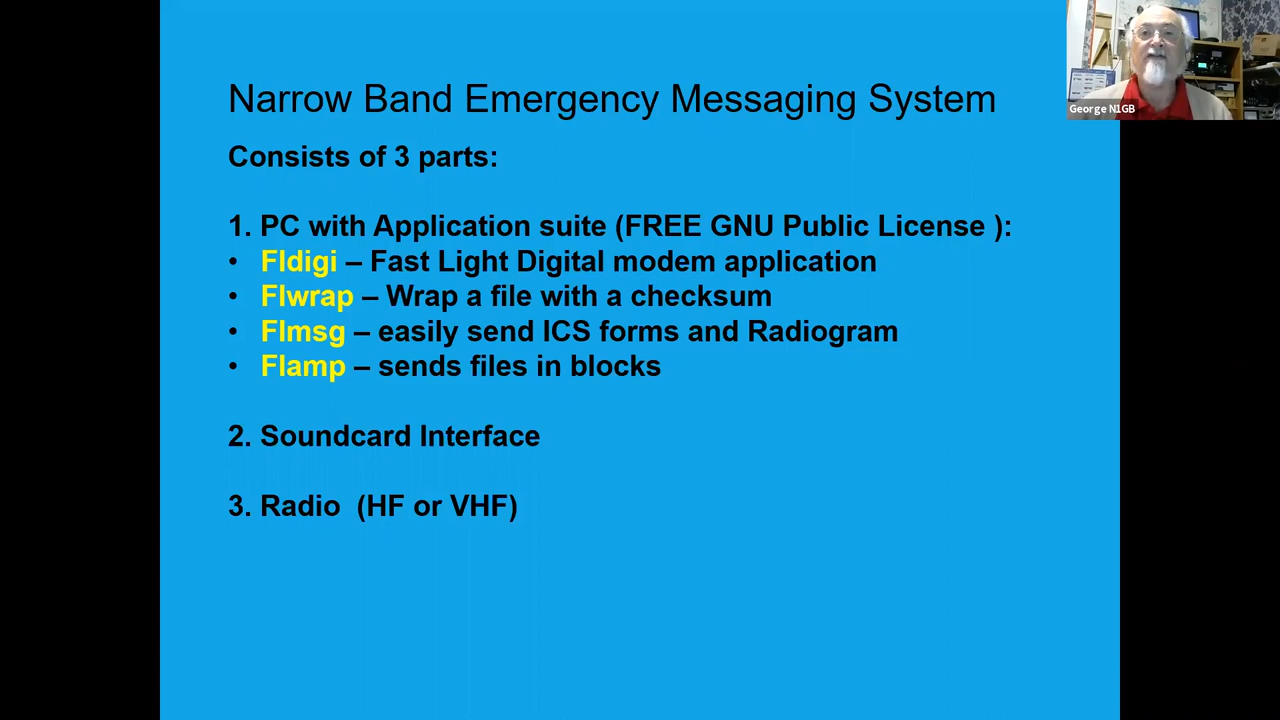 Narrow Band Emergency Messaging System
Consists of 3 parts:
1. PC with Application suite (FREE GNU Public License ):
• Fldigi – Fast Light Digital modem application
• Flwrap – Wrap a file with a checksum
• Flmsg – easily send ICS forms and Radiogram
• Flamp – sends files in blocks
2. Soundcard Interface
3. Radio  (HF or VHF)
George N1GB